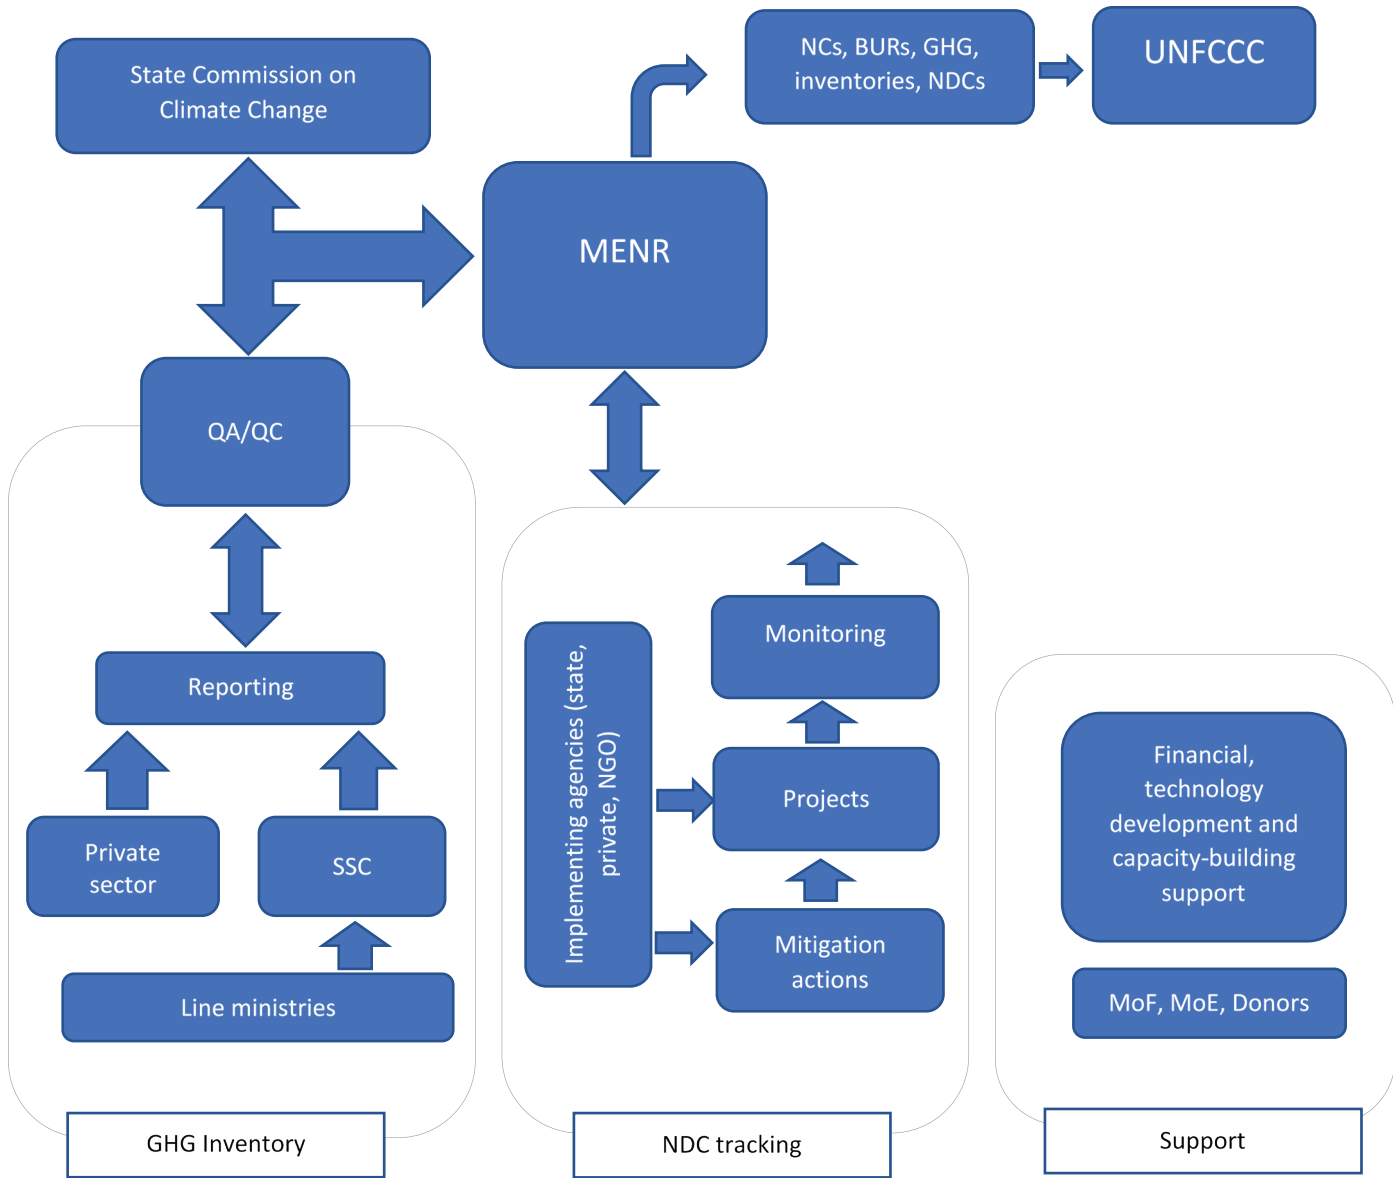 State Commission on
Climate Change
NCs, BURs, GHG,
inventories, NDCs
UNFCCC
MENR
QA/QC
Reporting
Private
sector
SSC
Line ministries
GHG Inventory
Implementing agencies (state,
private, NGO)
Monitoring
Projects
Mitigation
actions
NDC tracking
Financial,
technology
development and
capacity-building
support
MoF, MoE, Donors
Support